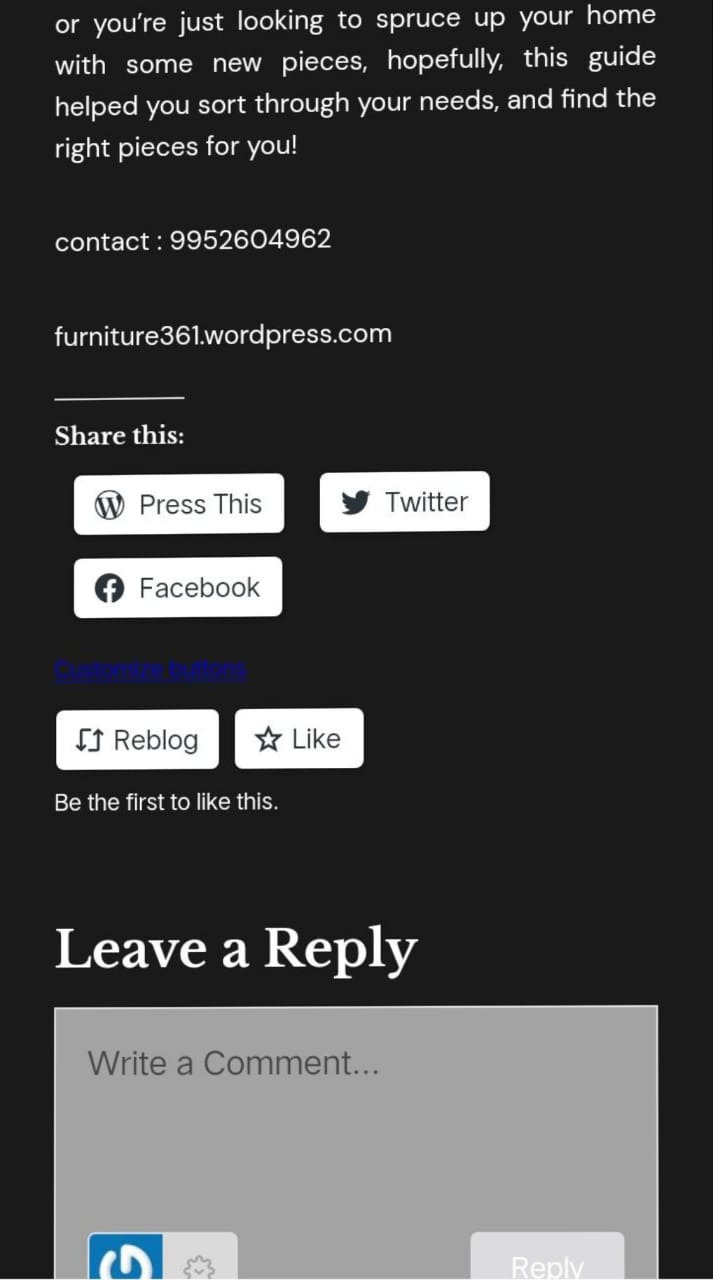 or you’re just looking to spruce up your home
with some new pieces, hopefully, this guide
helped you sort through your needs, and find the
right pieces for you!
contact : 9952604962
furniture361.wordpress.com
Share this:
Press This
Twitter
Facebook
Customize buttons
Reblog
Like
Be the first to like this.
Leave a Reply
Write a Comment...
Reply